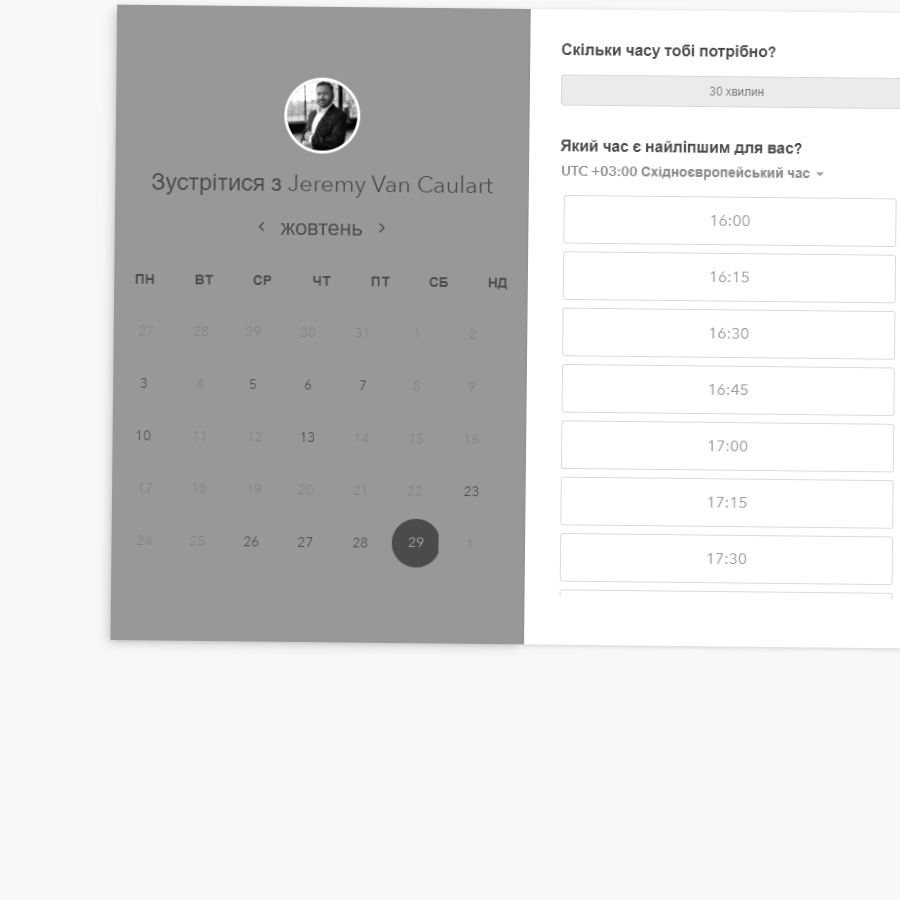 Зустрітися з Jeremy Van Caulart
жовтень
ПН ВТ СР ЧТ ПТ СБ НД
27 28 29 30 31 1 2
3 4 5 6 7 8 9
10 11 12 13 14 15 16
17 18 19 20 21 22 23
24 25 26 27 28 29 1
Скільки часу тобі потрібно?
30 хвилин
Який час є найліпшим для вас?
UTC +03:00 Східноєвропейський час
16:00
16:15
16:30
16:45
17:00
17:15
17:30